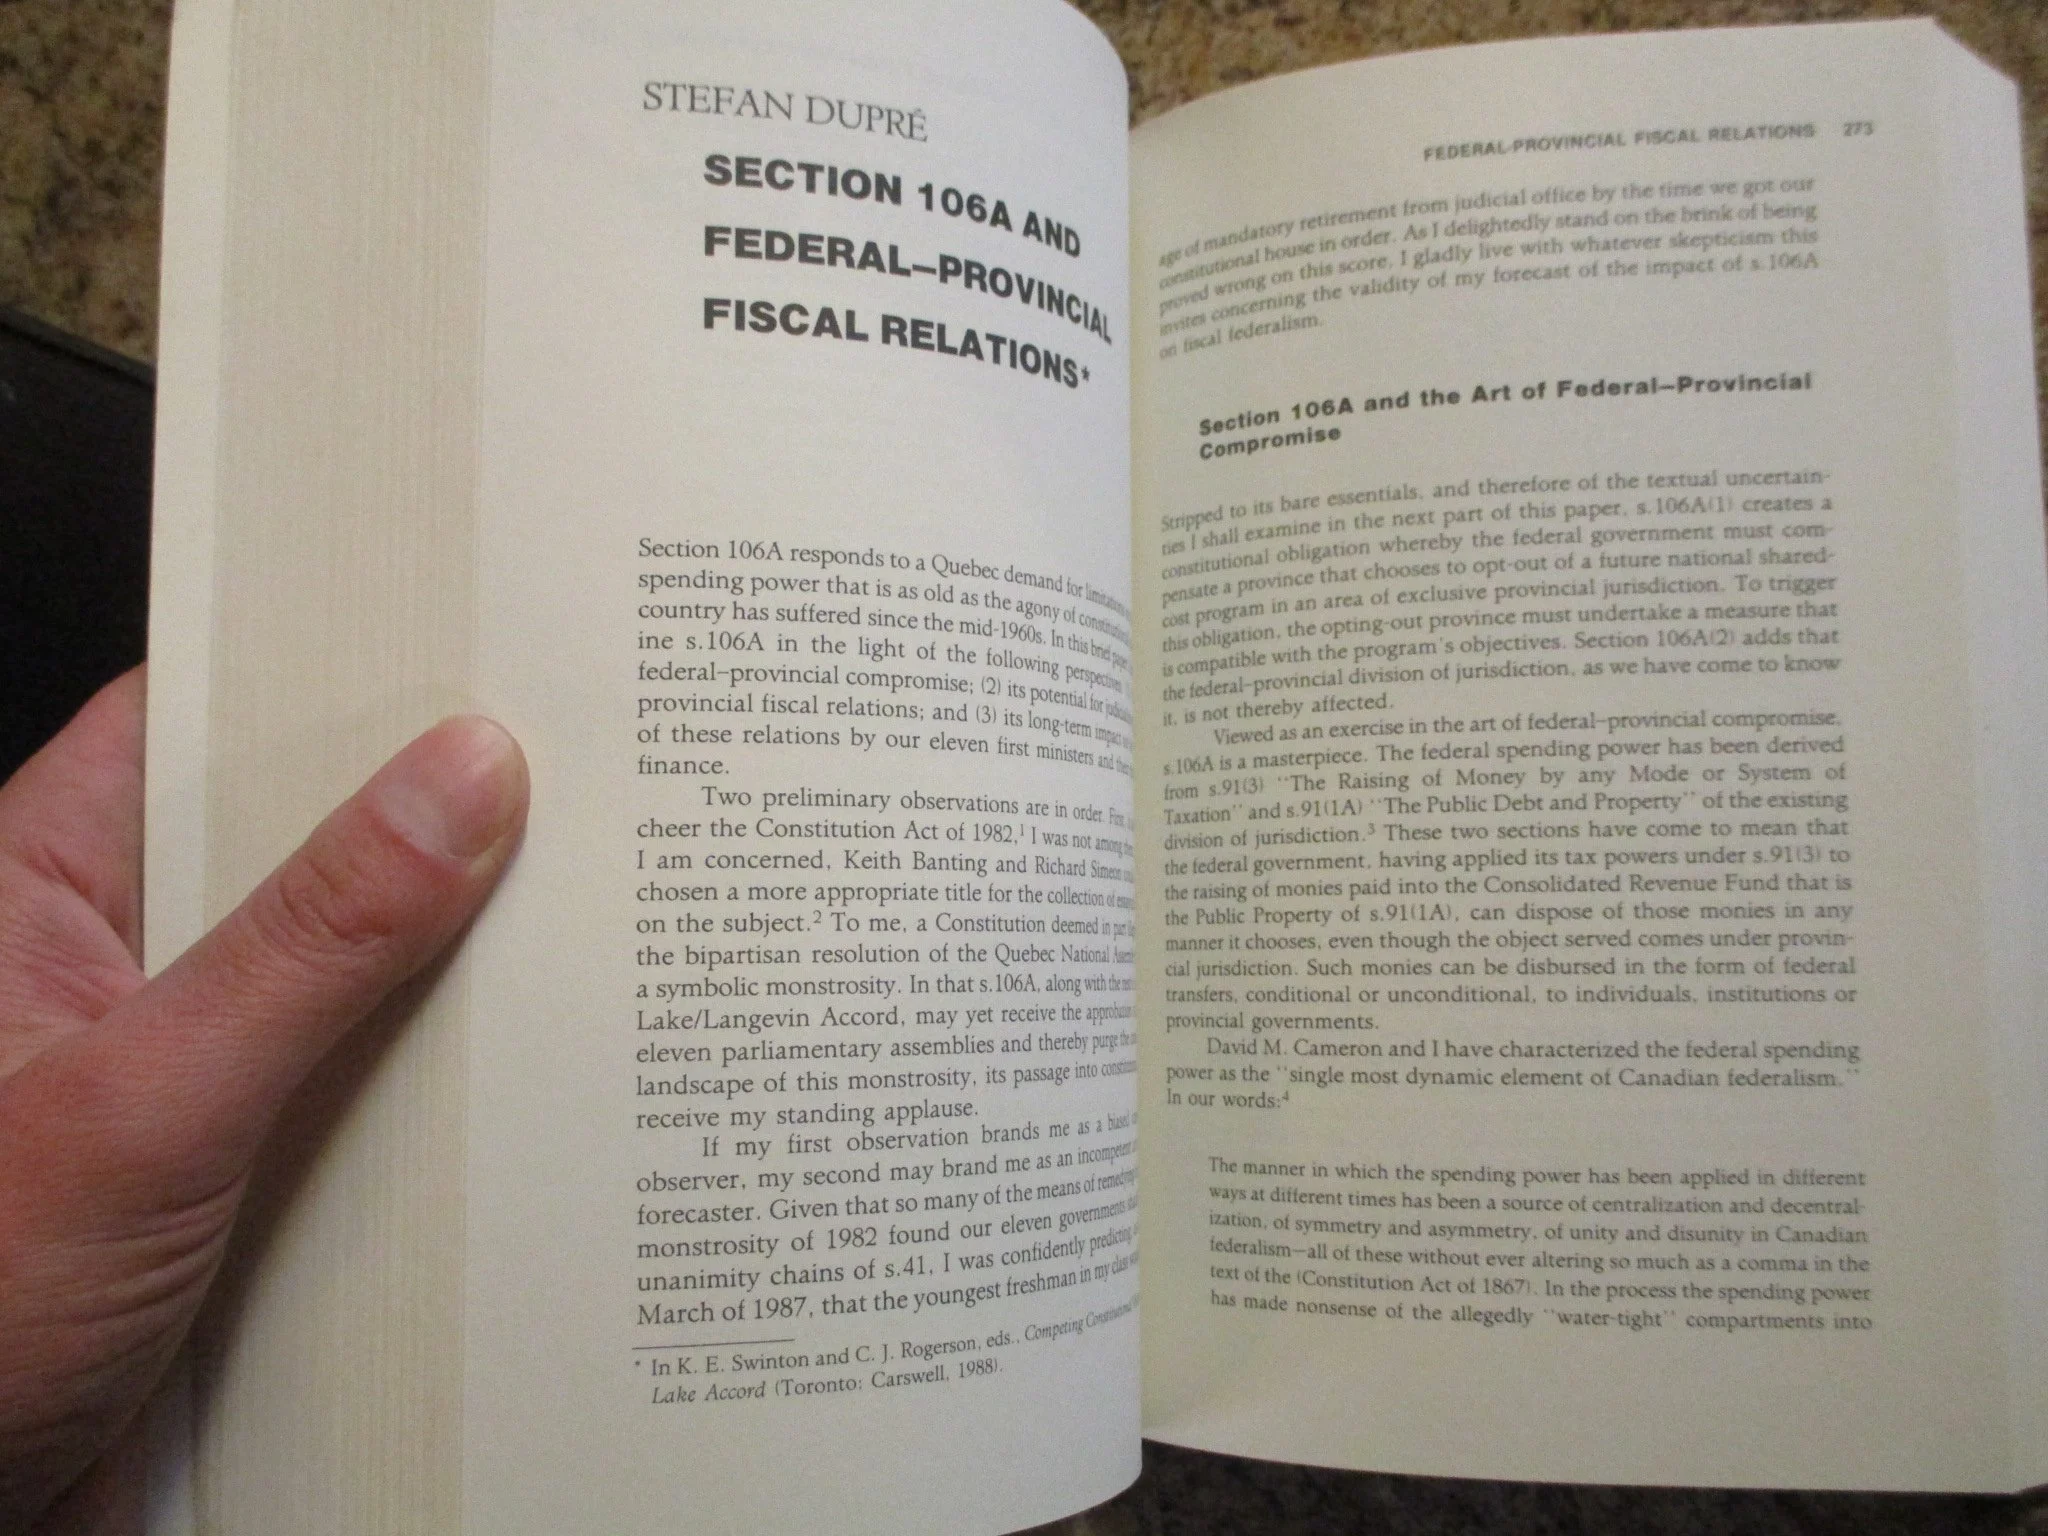 STEFAN DUPRÉ
SECTION 106A AND
FEDERAL–PROVINCIAL
FISCAL RELATIONS*
Section 106A responds to a Quebec demand for limitations
spending power that is as old as the agony of
country has suffered since the mid-1960s. In this brief paper
ine s.106A in the light of the following
federal–provincial compromise; (2) its potential for
provincial fiscal relations; and (3) its long-term impact
of these relations by our eleven first ministers and
finance.
Two preliminary observations are in order. First,
cheer the Constitution Act of 1982,1 I was not among
I am concerned, Keith Banting and Richard Simeon
chosen a more appropriate title for the collection of
on the subject.2 To me, a Constitution deemed in part
the bipartisan resolution of the Quebec National
a symbolic monstrosity. In that s.106A, along with the
Lake/Langevin Accord, may yet receive the approbation
eleven parliamentary assemblies and thereby purge the
landscape of this monstrosity, its passage into
receive my standing applause.
If my first observation brands me as a biased
observer, my second may brand me as an incompetent
forecaster. Given that so many of the means of
monstrosity of 1982 found our eleven governments
unanimity chains of s.41, I was confidently predicting
March of 1987, that the youngest freshman in my class
* In K. E. Swinton and C. J. Rogerson, eds., Competing
Lake Accord (Toronto: Carswell, 1988).
FEDERAL-PROVINCIAL FISCAL RELATIONS 273
age of mandatory retirement from judicial office by the time we got our
constitutional house in order. As I delightedly stand on the brink of being
proved wrong on this score, I gladly live with whatever skepticism this
invites concerning the validity of my forecast of the impact of s.106A
on fiscal federalism.
Section 106A and the Art of Federal–Provincial
Compromise
Stripped to its bare essentials, and therefore of the textual uncertain-
ties I shall examine in the next part of this paper, s.106A(1) creates a
constitutional obligation whereby the federal government must com-
pensate a province that chooses to opt-out of a future national shared-
cost program in an area of exclusive provincial jurisdiction. To trigger
this obligation, the opting-out province must undertake a measure that
is compatible with the program's objectives. Section 106A(2) adds that
the federal–provincial division of jurisdiction, as we have come to know
it, is not thereby affected.
Viewed as an exercise in the art of federal–provincial compromise,
s.106A is a masterpiece. The federal spending power has been derived
from s.91(3) "The Raising of Money by any Mode or System of
Taxation" and s.91(1A) "The Public Debt and Property" of the existing
division of jurisdiction.3 These two sections have come to mean that
the federal government, having applied its tax powers under s.91(3) to
the raising of monies paid into the Consolidated Revenue Fund that is
the Public Property of s.91(1A), can dispose of those monies in any
manner it chooses, even though the object served comes under provin-
cial jurisdiction. Such monies can be disbursed in the form of federal
transfers, conditional or unconditional, to individuals, institutions or
provincial governments.
David M. Cameron and I have characterized the federal spending
power as the "single most dynamic element of Canadian federalism."
In our words:4
The manner in which the spending power has been applied in different
ways at different times has been a source of centralization and decentral-
ization, of symmetry and asymmetry, of unity and disunity in Canadian
federalism—all of these without ever altering so much as a comma in the
text of the (Constitution Act of 1867). In the process the spending power
has made nonsense of the allegedly "water-tight" compartments into